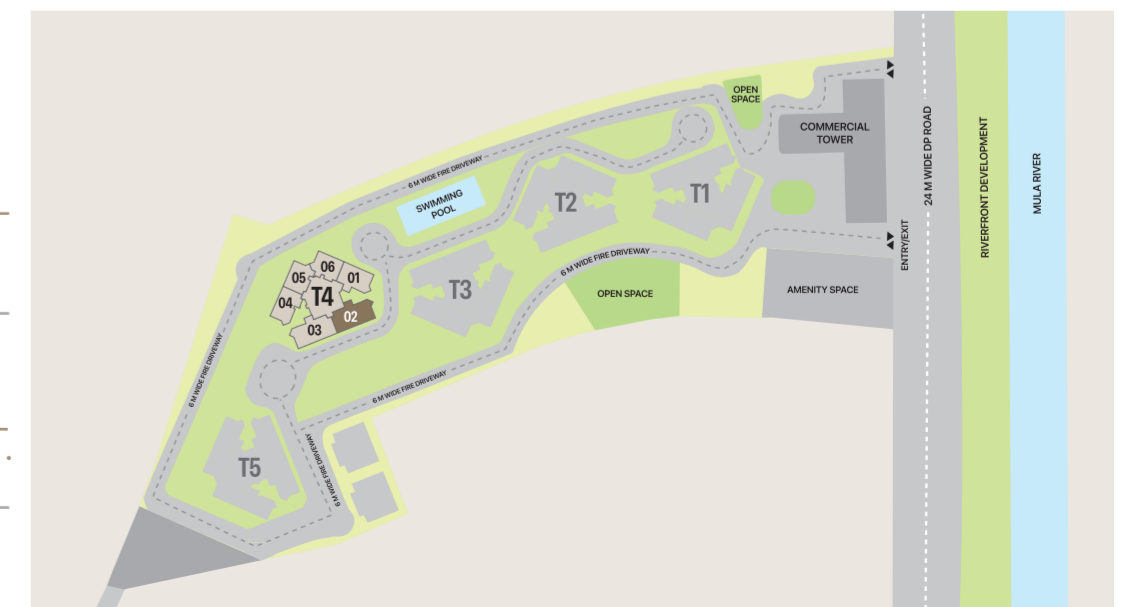 OPEN
SPACE
COMMERCIAL
TOWER
6 M WIDE FIRE DRIVEWAY
SWIMMING
POOL
T1
T2
T3
06
05
01
T4
04
02
03
6 M WIDE FIRE DRIVEWAY
OPEN SPACE
AMENITY SPACE
ENTRY/EXIT
24 M WIDE DP ROAD
RIVERFRONT DEVELOPMENT
MULA RIVER
6 M WIDE FIRE DRIVEWAY
6 M WIDE FIRE DRIVEWAY
6 M WIDE FIRE DRIVEWAY
T5